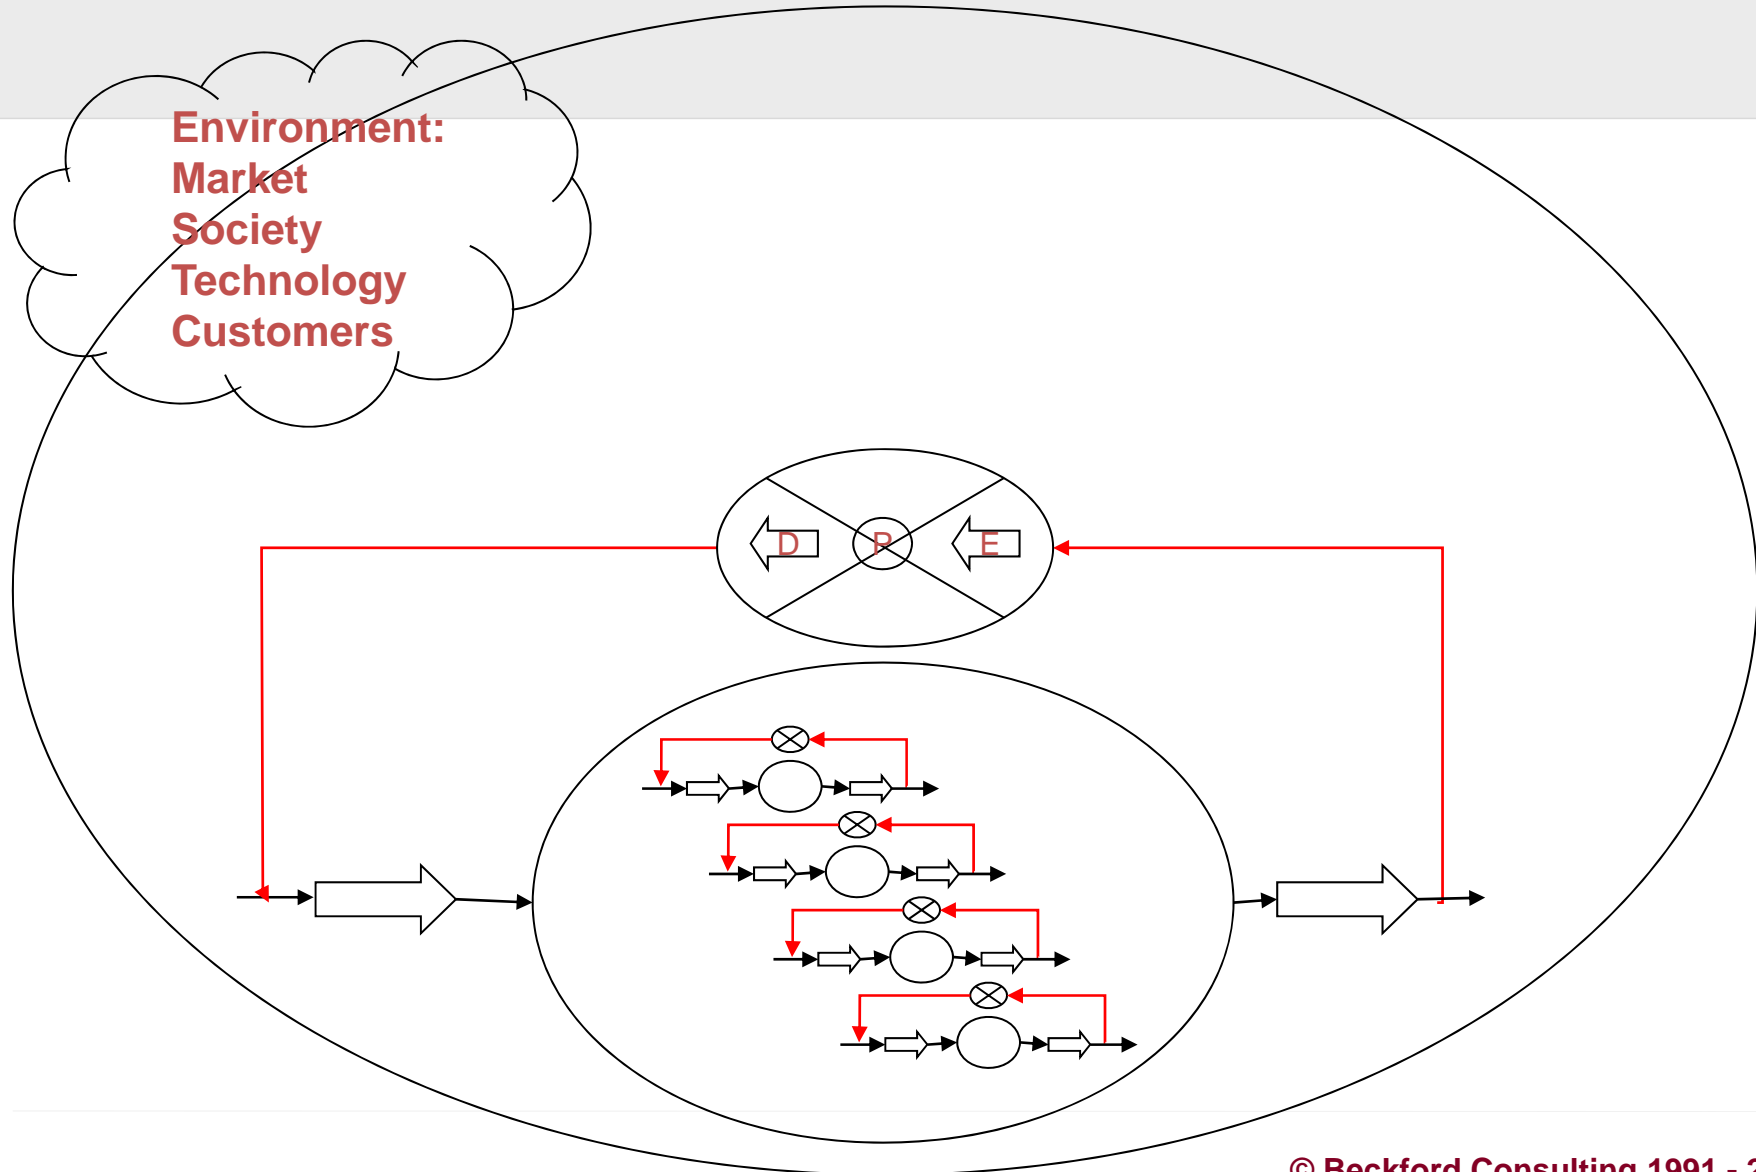 Environment:
Market
Society
Technology
Customers
D P E
© Beckford Consulting 1991 -